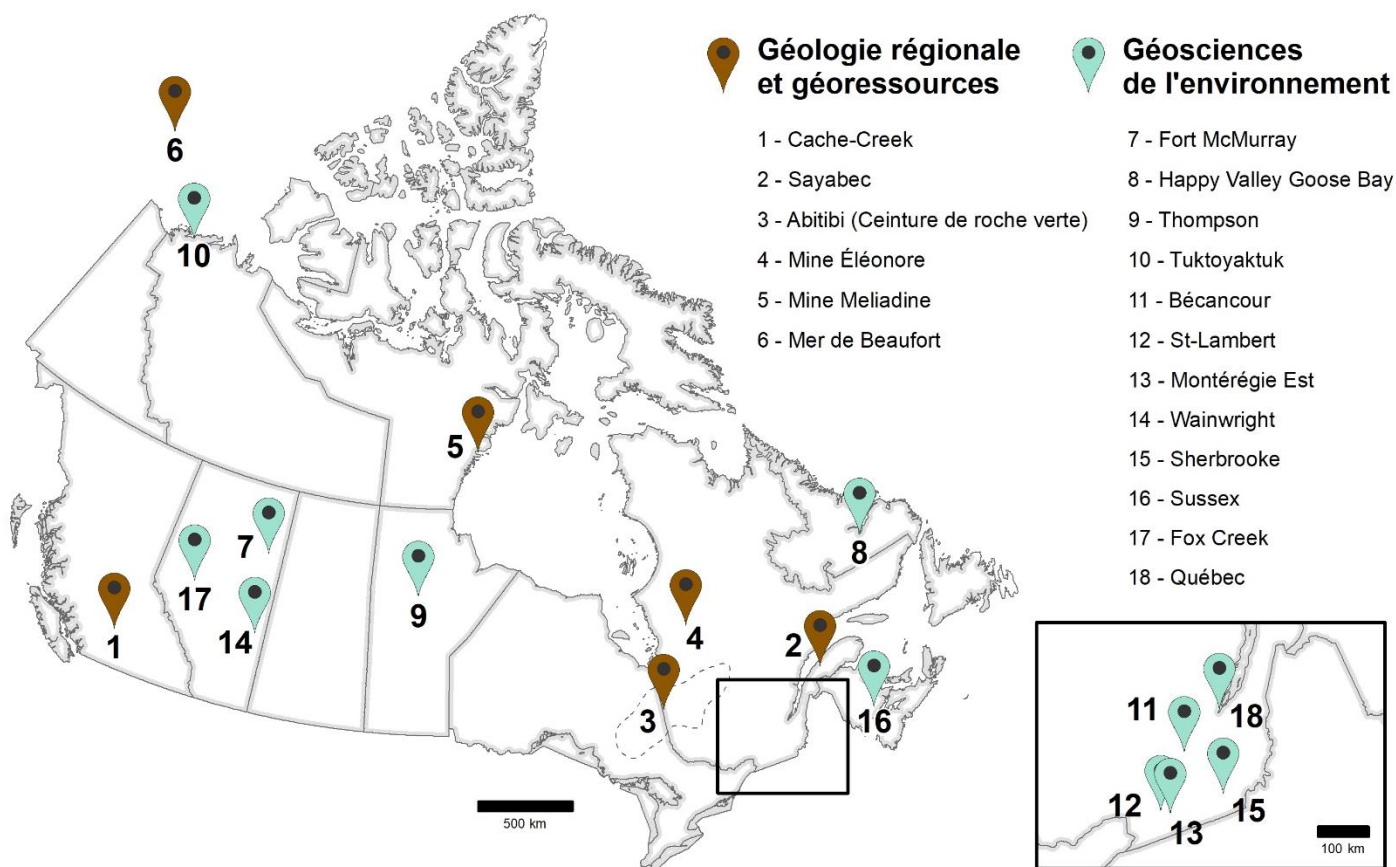 Géologie régionale
et géoressources
1 - Cache-Creek
2 - Sayabec
3 - Abitibi (Ceinture de roche verte)
4 - Mine Éléonore
5 - Mine Meliadine
6 - Mer de Beaufort
Géosciences
de l'environnement
7 - Fort McMurray
8 - Happy Valley Goose Bay
9 - Thompson
10 - Tuktoyaktuk
11 - Bécancour
12 - St-Lambert
13 - Montérégie Est
14 - Wainwright
15 - Sherbrooke
16 - Sussex
17 - Fox Creek
18 - Québec
6
10
5
7
17
14
1
9
8
4
2
3
16
500 km
11
18
12
13
15
100 km